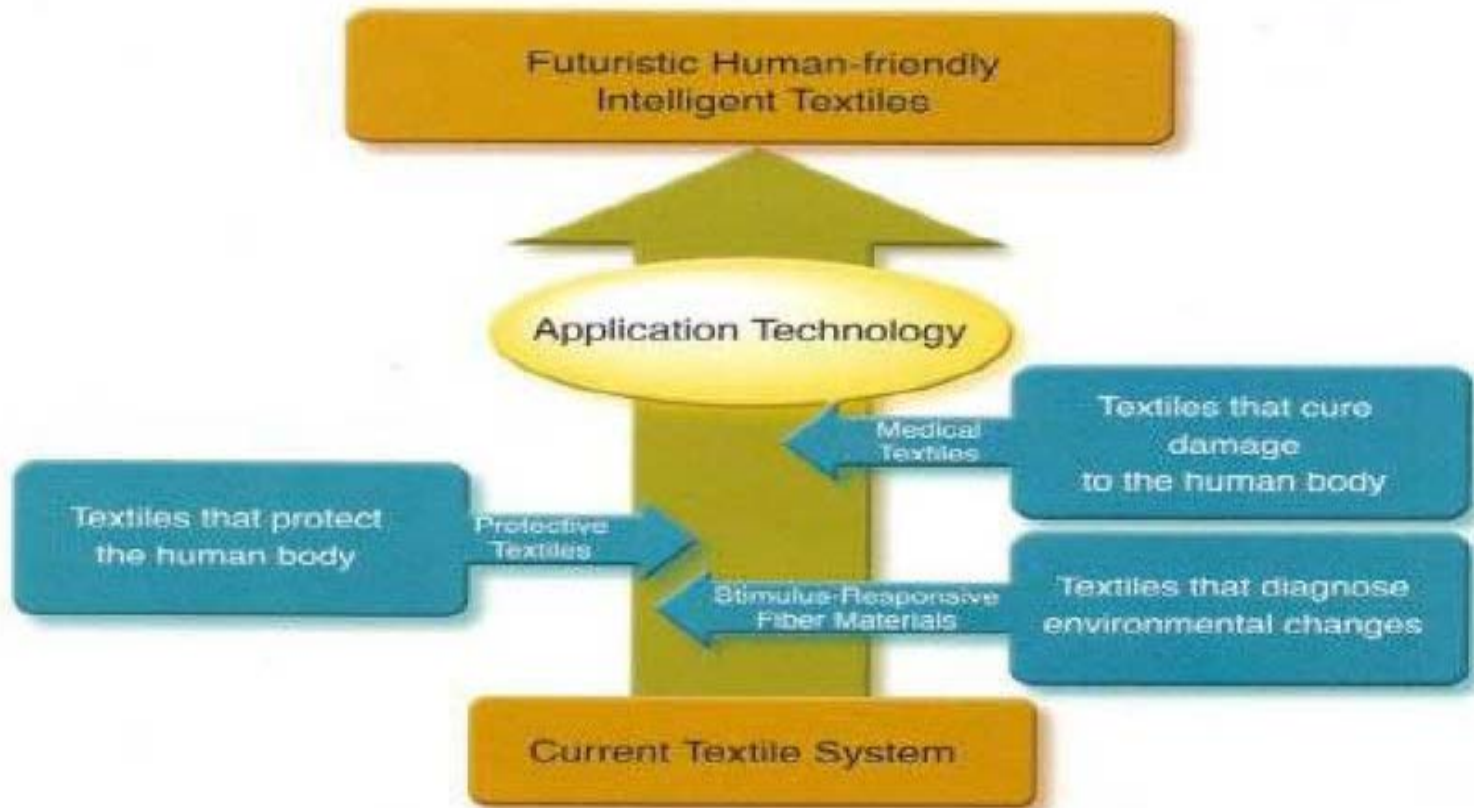 Futuristic Human-friendly
Intelligent Textiles
Application Technology
Medical
Textiles
Textiles that cure
damage
to the human body
Textiles that protect
the human body
Protective
Textiles
Stimulus-Responsive
Fiber Materials
Textiles that diagnose
environmental changes
Current Textile System